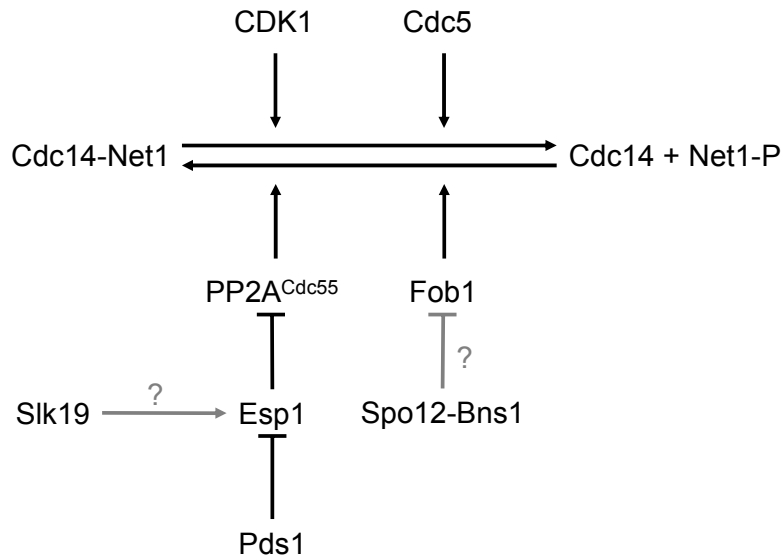 CDK1 Cdc5
Cdc14-Net1 Cdc14 + Net1-P
PP2ACdc55 Fob1
? ?
Slk19 Esp1 Spo12-Bns1
Pds1